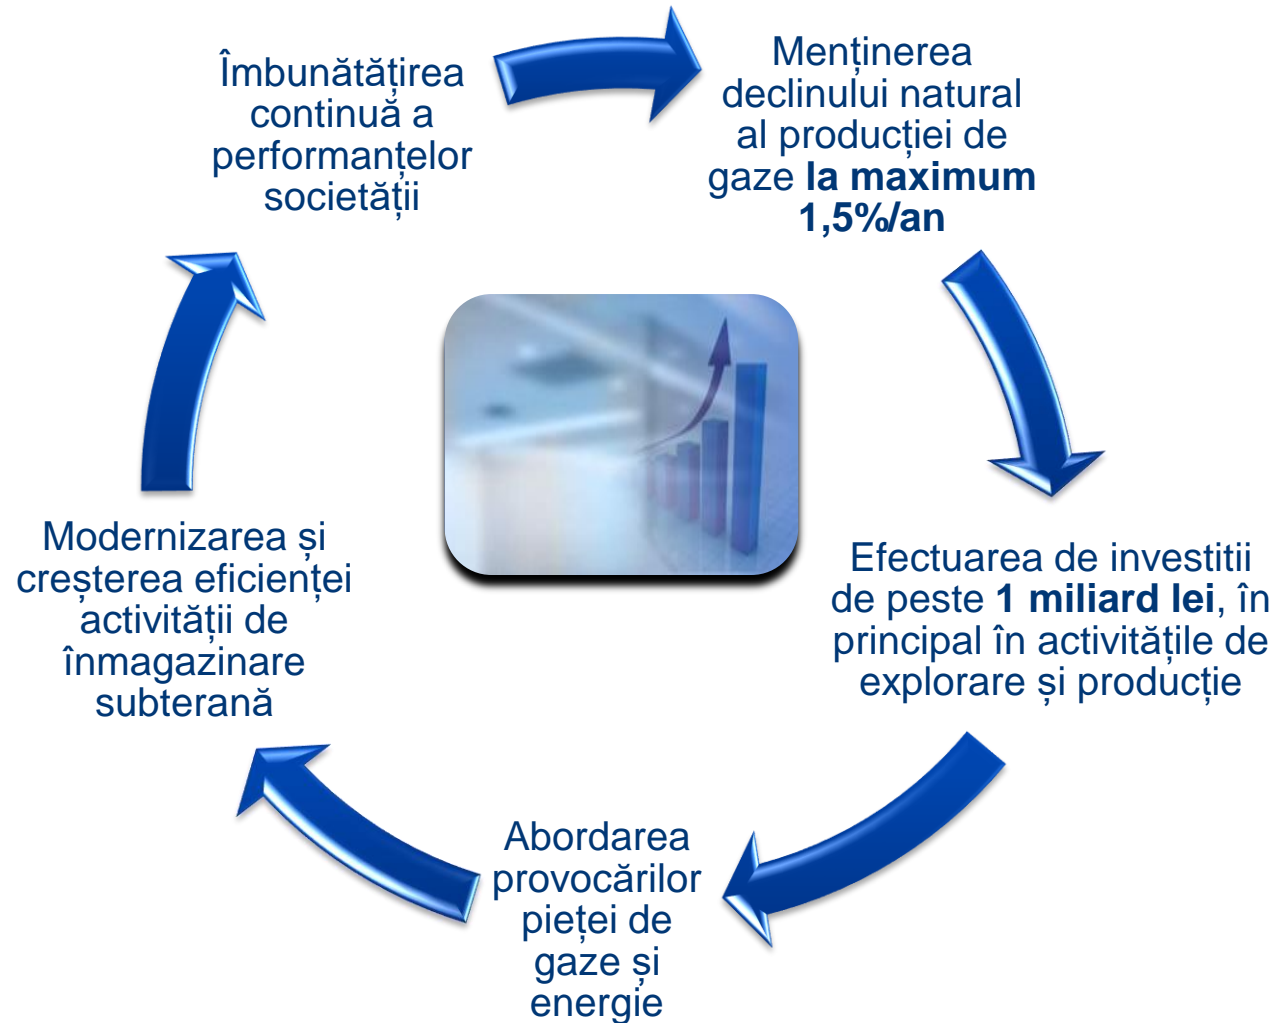 Îmbunătățirea
continuă a
performanțelor
societății
Menținerea
declinului natural
al producției de
gaze la maximum
1,5%/an
Efectuarea de investitii
de peste 1 miliard lei, în
principal în activitățile de
explorare și producție
Abordarea
provocărilor
pieței de
gaze și
energie
Modernizarea și
creșterea eficienței
activității de
înmagazinare
subterană